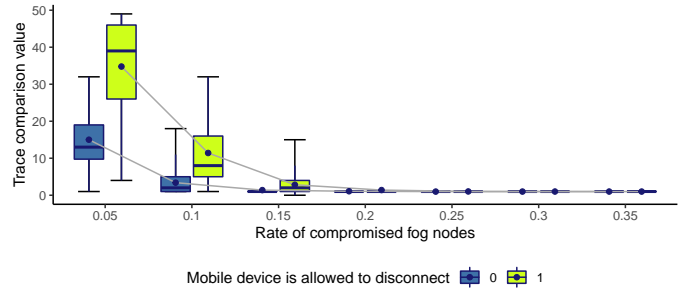 Trace comparison value
50
40
30
20
10
0
0.05 0.1 0.15 0.2 0.25 0.3 0.35
Rate of compromised fog nodes
Mobile device is allowed to disconnect 0 1